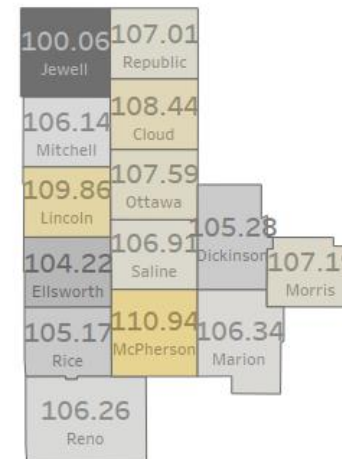 100.06
Jewell
107.01
Republic
106.14
Mitchell
108.44
Cloud
109.86
Lincoln
107.59
Ottawa
104.22
Ellsworth
106.91
Saline
105.28
Dickinson
Morris
105.17
Rice
110.94
McPherson
106.34
Marion
106.26
Reno